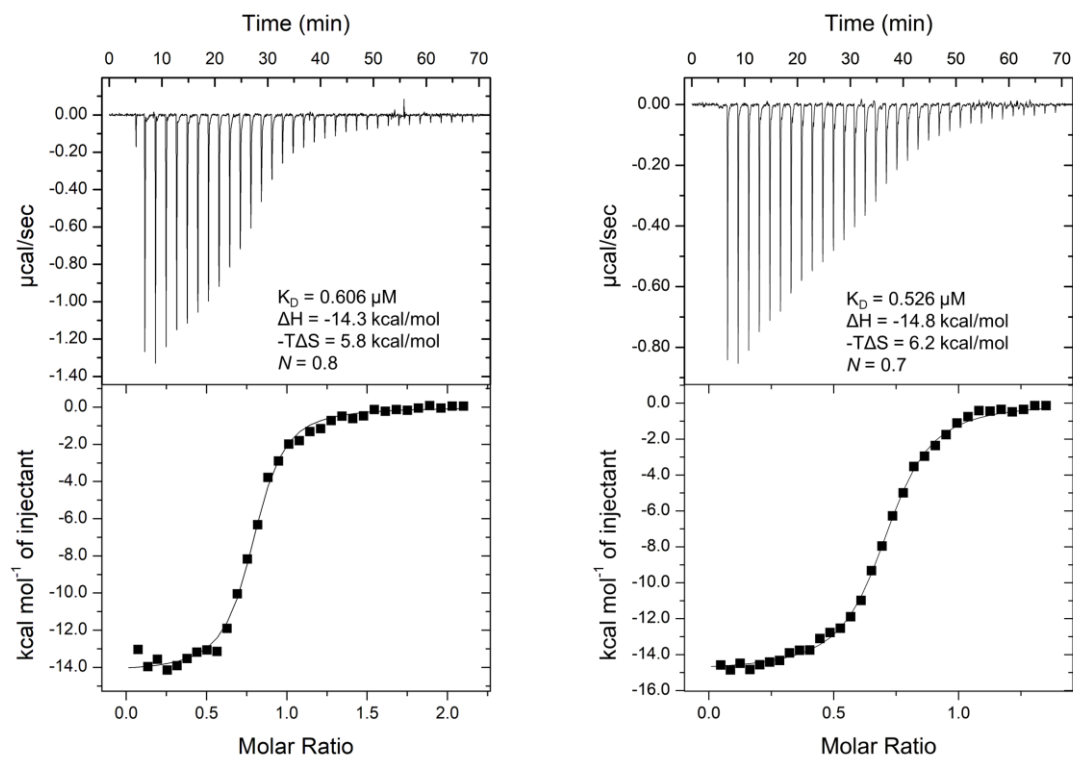 Time (min)
0 10 20 30 40 50 60 70
0.00
-0.20
-0.40
-0.60
-0.80
-1.00
-1.20
-1.40
µcal/sec
K_D = 0.606 µM
ΔH = -14.3 kcal/mol
-TΔS = 5.8 kcal/mol
N = 0.8
0.0
-2.0
-4.0
-6.0
-8.0
-10.0
-12.0
-14.0
kcal mol⁻¹ of injectant
0.0 0.5 1.0 1.5 2.0
Molar Ratio
Time (min)
0 10 20 30 40 50 60 70
0.00
-0.20
-0.40
-0.60
-0.80
µcal/sec
K_D = 0.526 µM
ΔH = -14.8 kcal/mol
-TΔS = 6.2 kcal/mol
N = 0.7
0.0
-2.0
-4.0
-6.0
-8.0
-10.0
-12.0
-14.0
-16.0
kcal mol⁻¹ of injectant
0.0 0.5 1.0
Molar Ratio